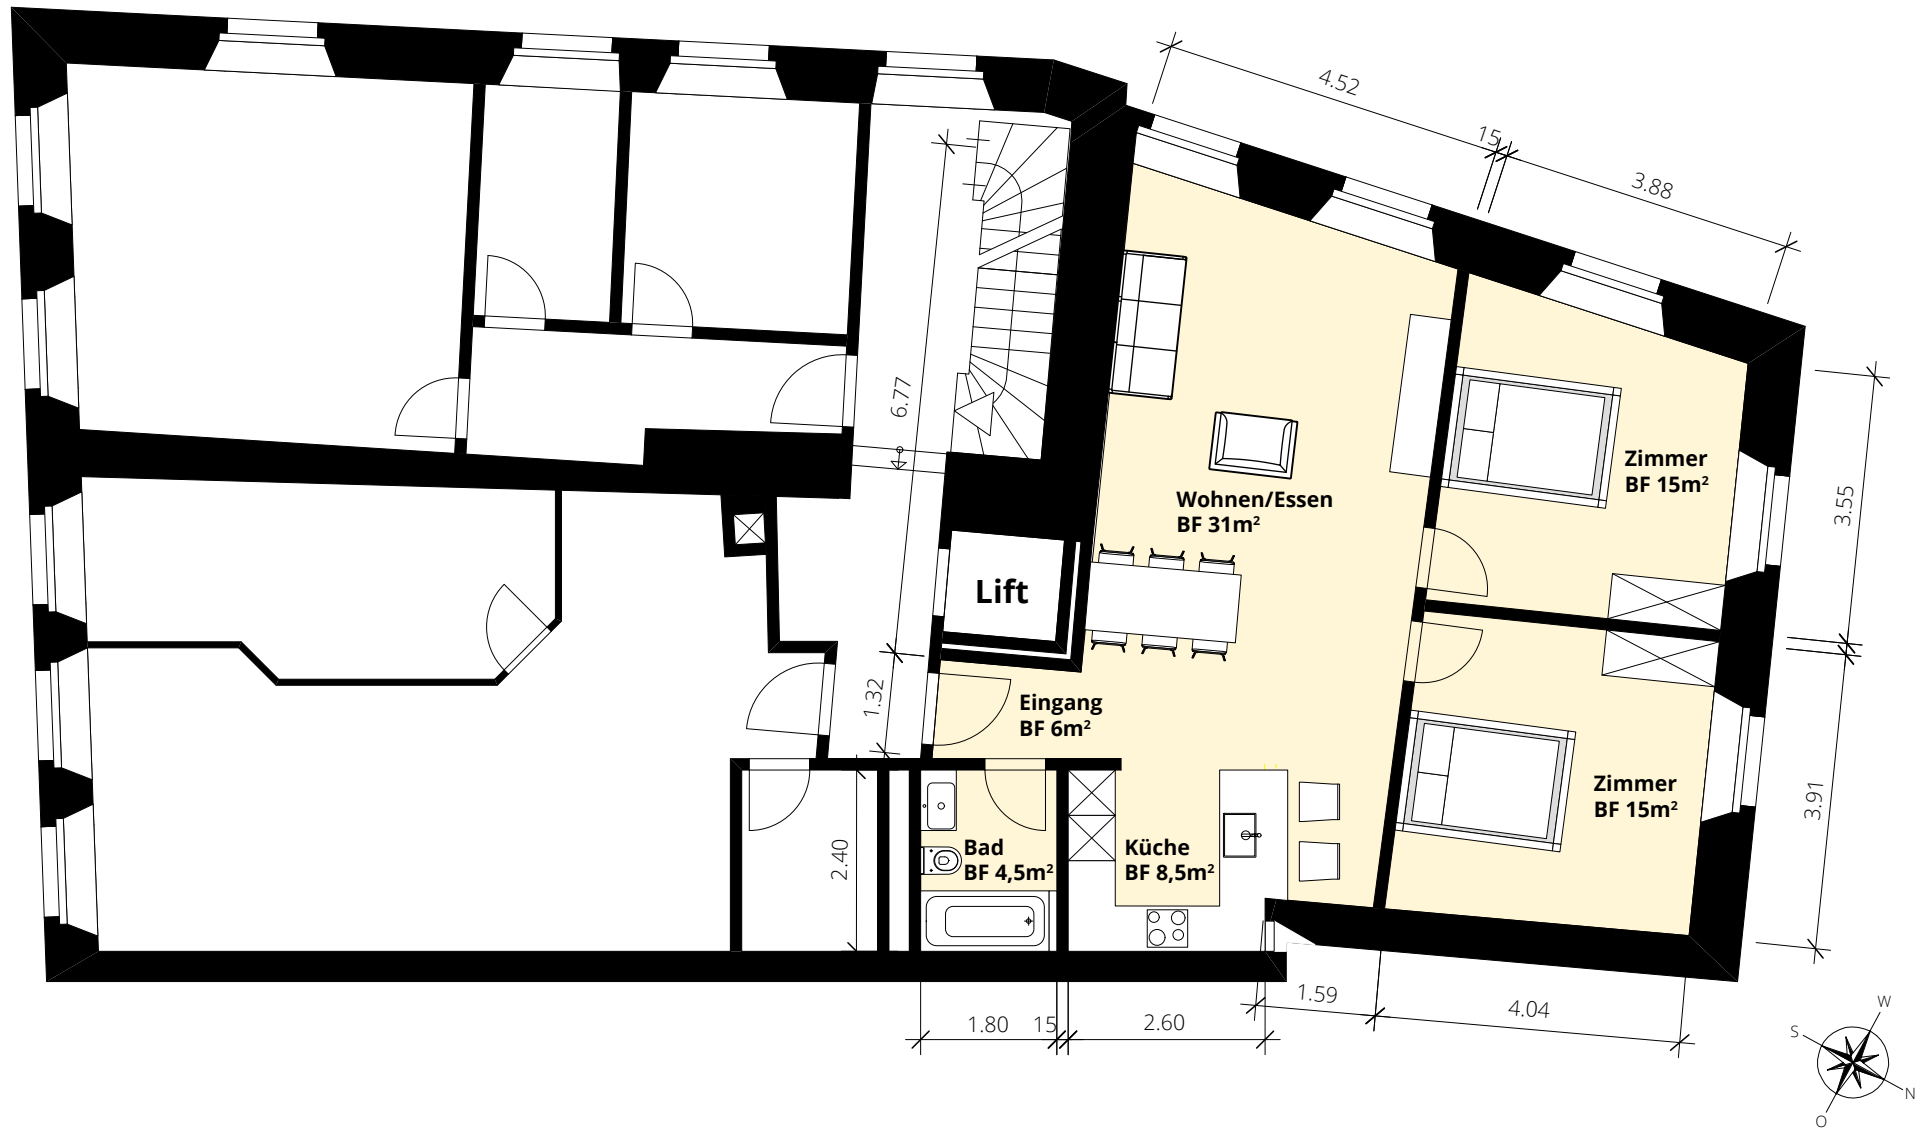 4.52
15
3.88
6.77
Zimmer
BF 15m²
3.55
Wohnen/Essen
BF 31m²
Lift
1.32
Eingang
BF 6m²
Zimmer
BF 15m²
3.91
2.40
Bad
BF 4,5m²
Küche
BF 8,5m²
1.80
15
2.60
1.59
4.04
W
S
N
O